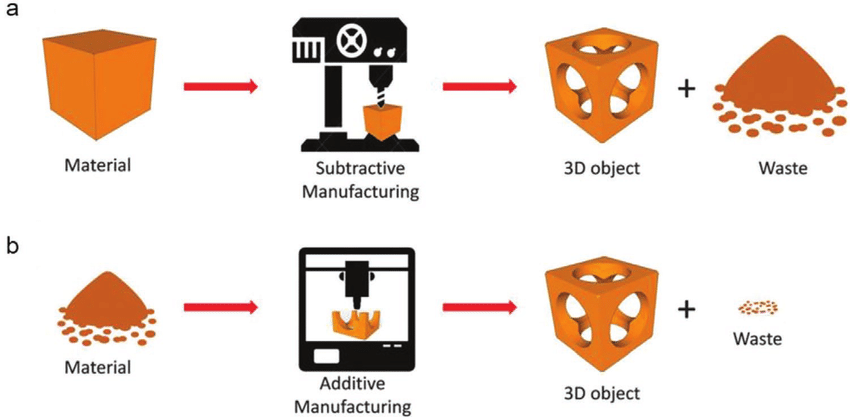 a
Material
Subtractive
Manufacturing
3D object
+
Waste
b
Material
Additive
Manufacturing
3D object
+
Waste